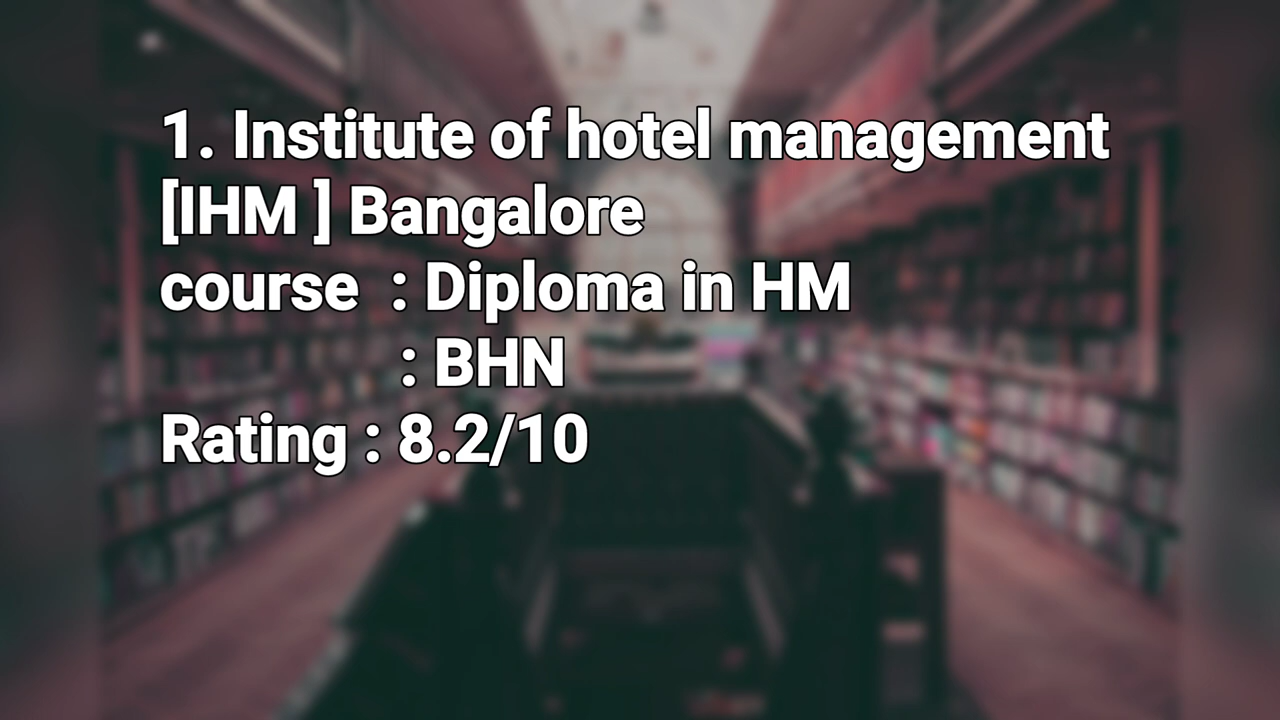 1. Institute of hotel management
[IHM ] Bangalore
course  : Diploma in HM
: BHN
Rating : 8.2/10